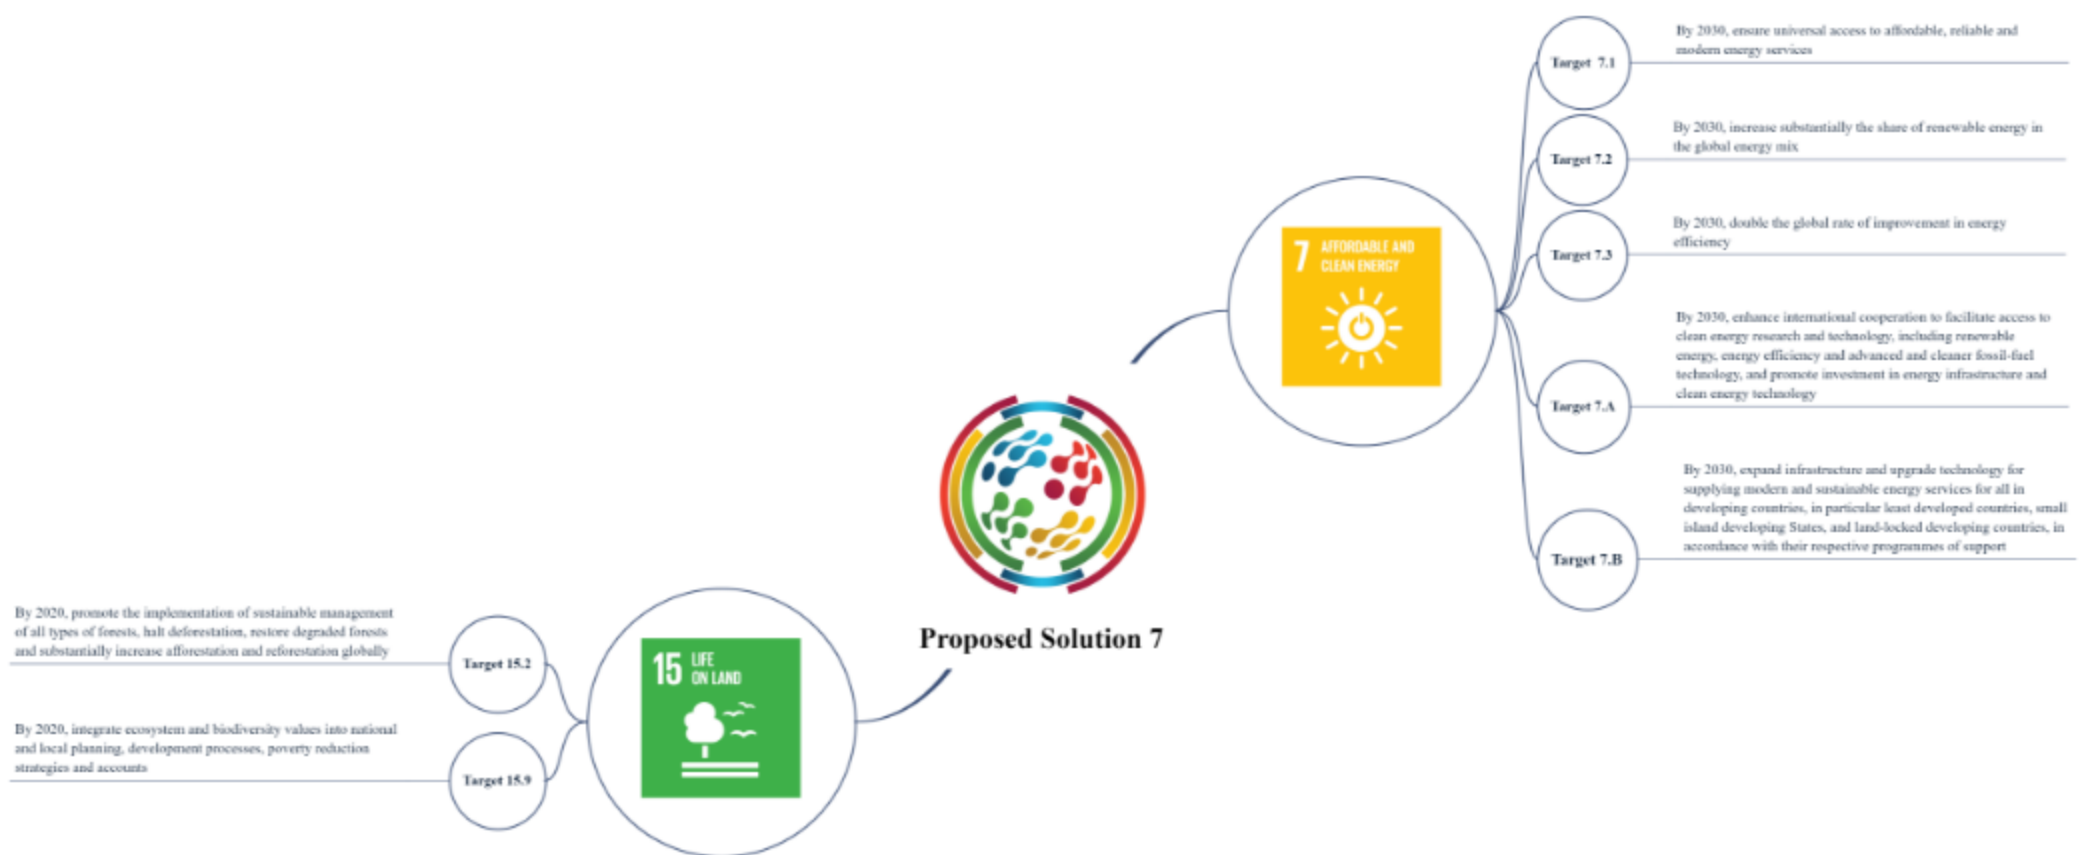 By 2030, ensure universal access to affordable, reliable and
modern energy services
Target 7.1
By 2030, increase substantially the share of renewable energy in
the global energy mix
Target 7.2
By 2030, double the global rate of improvement in energy
efficiency
Target 7.3
7 AFFORDABLE AND
CLEAN ENERGY
By 2030, enhance international cooperation to facilitate access to
clean energy research and technology, including renewable
energy, energy efficiency and advanced and cleaner fossil-fuel
technology, and promote investment in energy infrastructure and
clean energy technology
Target 7.A
By 2030, expand infrastructure and upgrade technology for
supplying modern and sustainable energy services for all in
developing countries, in particular least developed countries, small
island developing States, and land-locked developing countries, in
accordance with their respective programmes of support
Target 7.B
Proposed Solution 7
By 2020, promote the implementation of sustainable management
of all types of forests, halt deforestation, restore degraded forests
and substantially increase afforestation and reforestation globally
Target 15.2
15 LIFE
ON LAND
By 2020, integrate ecosystem and biodiversity values into national
and local planning, development processes, poverty reduction
strategies and accounts
Target 15.9